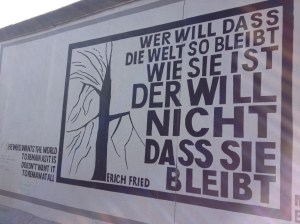 WER WILL DASS
DIE WELT SO BLEIBT
WIE SIE IST
DER WILL
NICHT
DASS SIE
BLEIBT
ERICH FRIED
HE WHO WANTS THE WORLD
TO REMAIN AS IT IS
DOESN'T WANT IT
TO REMAIN AT ALL